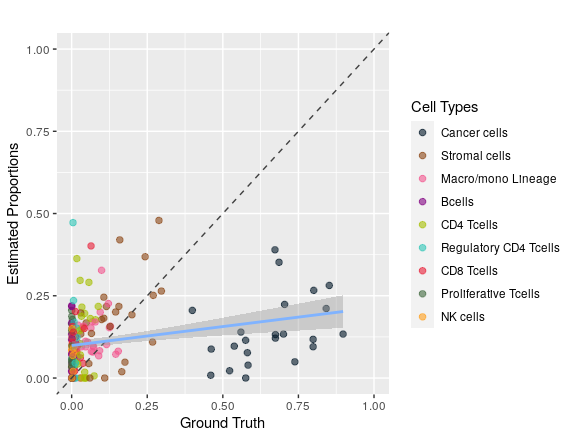 1.00
0.75
0.50
0.25
0.00
Estimated Proportions
0.00 0.25 0.50 0.75 1.00
Ground Truth
Cell Types
Cancer cells
Stromal cells
Macro/mono Lineage
Bcells
CD4 Tcells
Regulatory CD4 Tcells
CD8 Tcells
Proliferative Tcells
NK cells